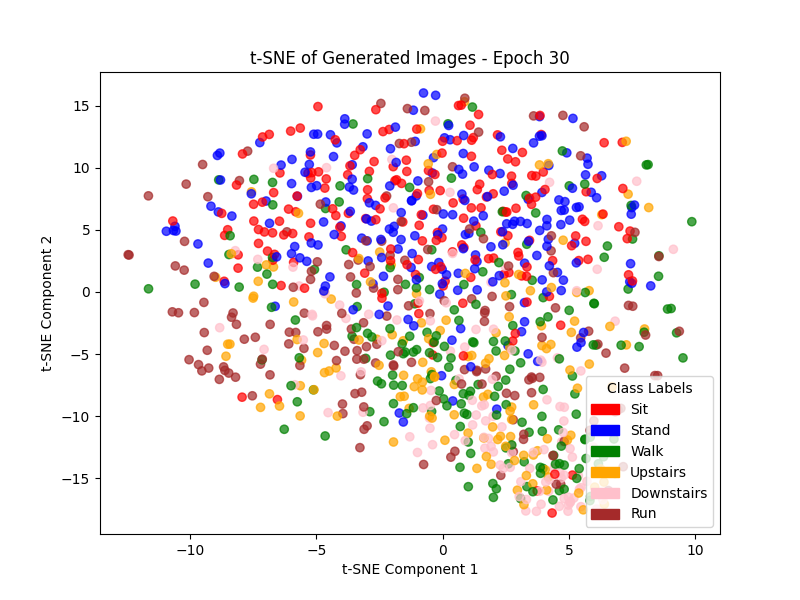 t-SNE of Generated Images - Epoch 30
t-SNE Component 2
15
10
5
0
−5
−10
−15
Class Labels
Sit
Stand
Walk
Upstairs
Downstairs
Run
−10
−5
0
5
10
t-SNE Component 1